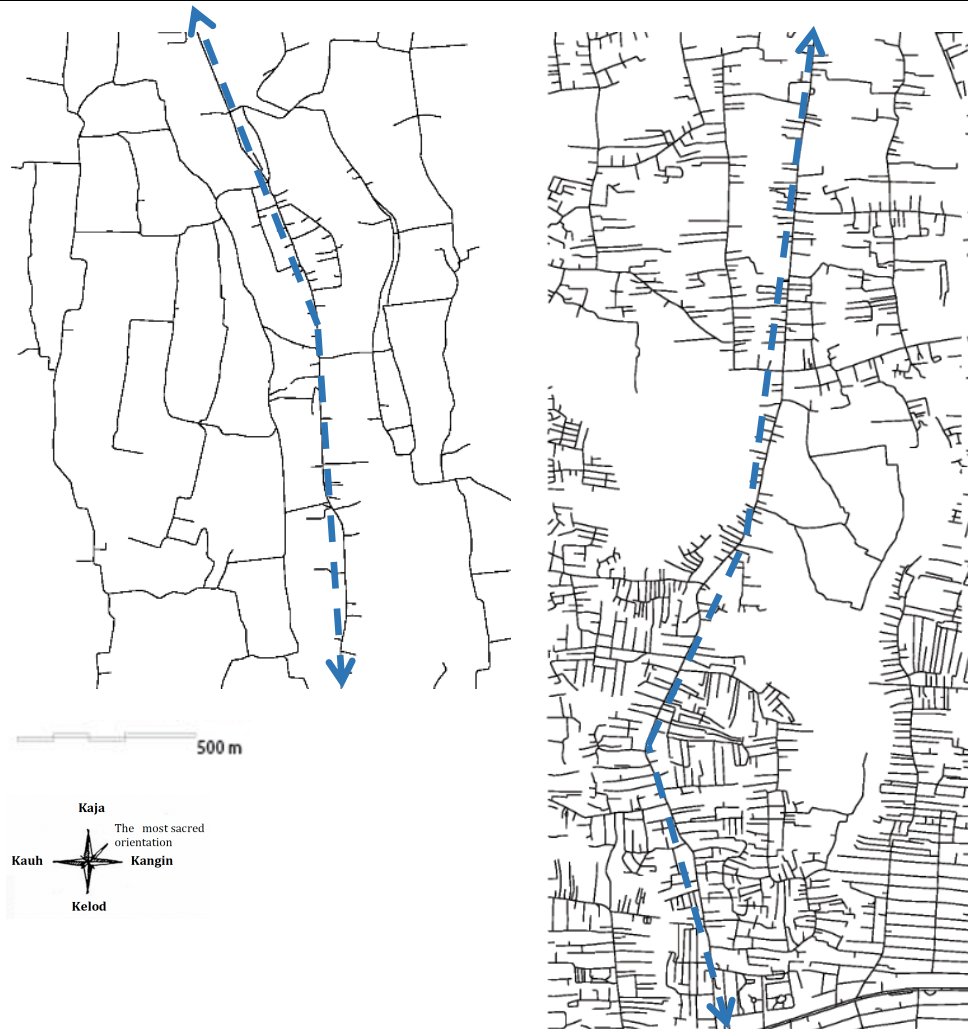 500 m
Kaja
The most sacred
orientation
Kauh
Kangin
Kelod